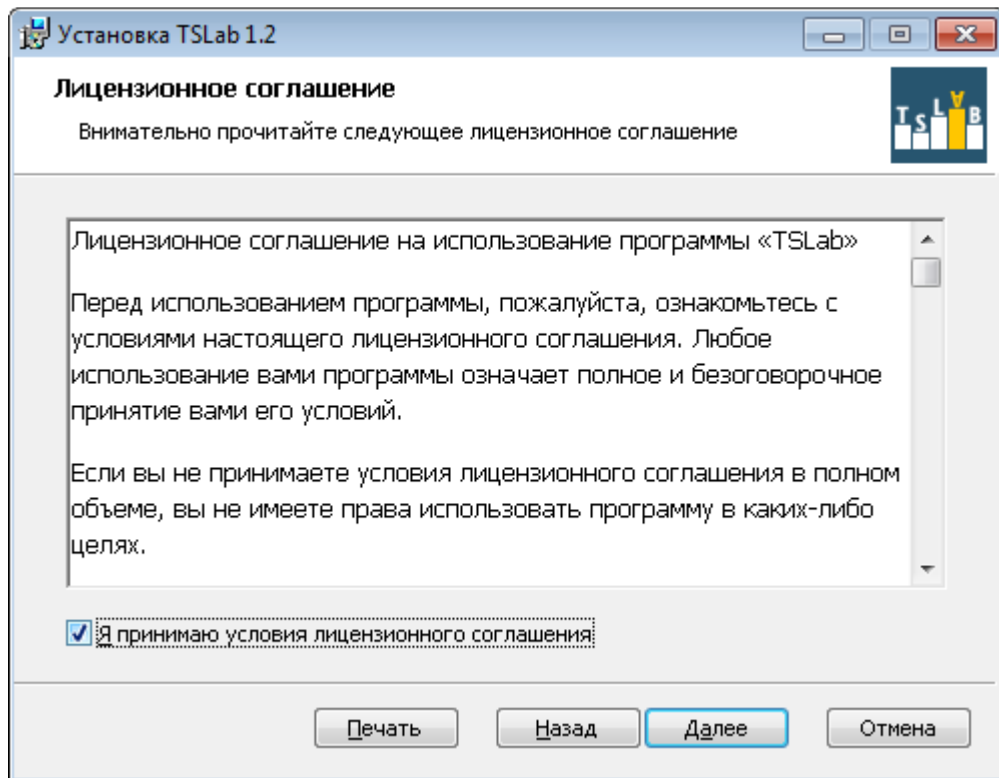 Установка TSLab 1.2
Лицензионное соглашение
Внимательно прочитайте следующее лицензионное соглашение
TSLAB
Лицензионное соглашение на использование программы «TSLab»
Перед использованием программы, пожалуйста, ознакомьтесь с
условиями настоящего лицензионного соглашения. Любое
использование вами программы означает полное и безоговорочное
принятие вами его условий.
Если вы не принимаете условия лицензионного соглашения в полном
объеме, вы не имеете права использовать программу в каких-либо
целях.
Я принимаю условия лицензионного соглашения
Печать Назад Далее Отмена